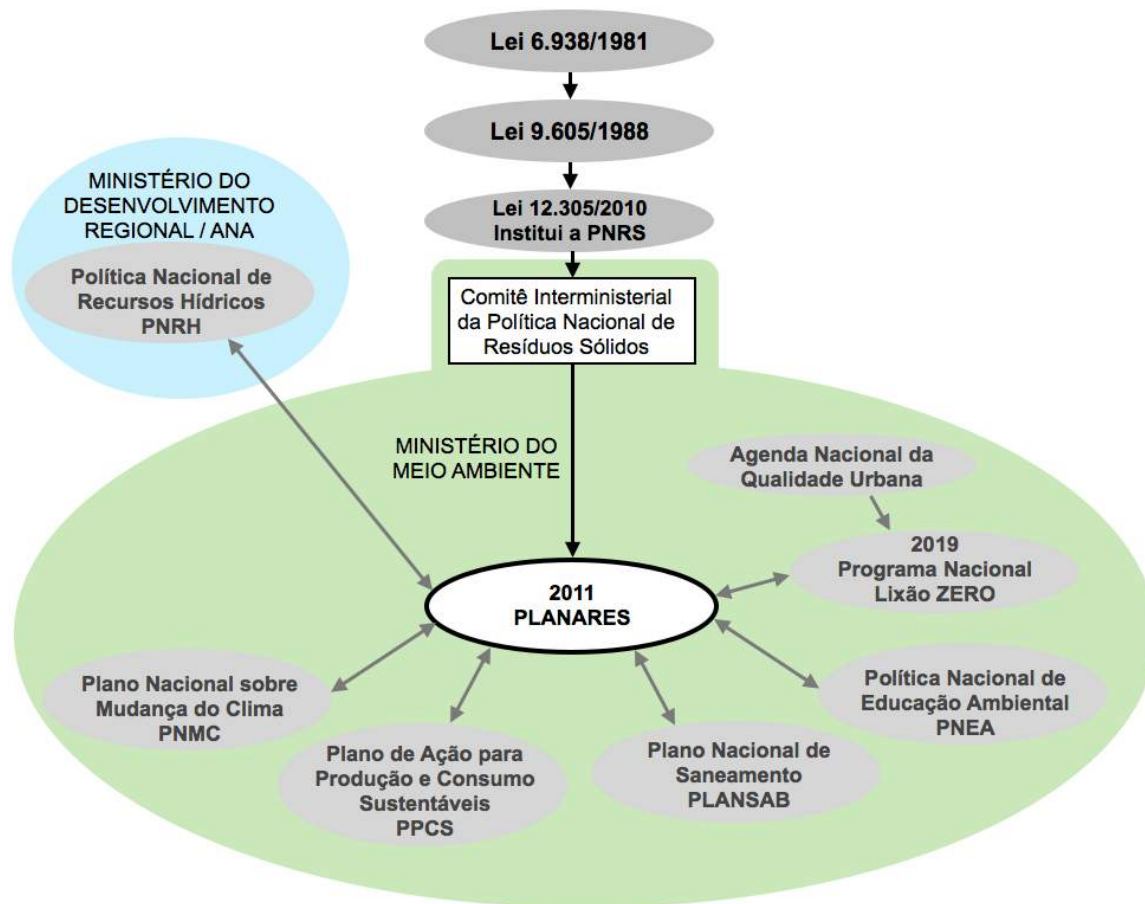 Lei 6.938/1981
Lei 9.605/1988
Lei 12.305/2010
Institui a PNRS
MINISTÉRIO DO
DESENVOLVIMENTO
REGIONAL / ANA
Política Nacional de
Recursos Hídricos
PNRH
Comitê Interministerial
da Política Nacional de
Resíduos Sólidos
MINISTÉRIO DO
MEIO AMBIENTE
Agenda Nacional da
Qualidade Urbana
2019
Programa Nacional
Lixão ZERO
2011
PLANARES
Política Nacional de
Educação Ambiental
PNEA
Plano Nacional sobre
Mudança do Clima
PNMC
Plano de Ação para
Produção e Consumo
Sustentáveis
PPCS
Plano Nacional de
Saneamento
PLANSAB